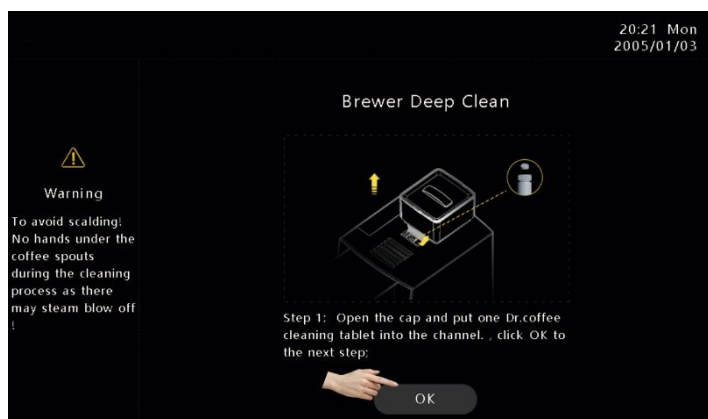 20:21 Mon
2005/01/03
Brewer Deep Clean
Warning
To avoid scalding!
No hands under the
coffee spouts
during the cleaning
process as there
may steam blow off
!
Step 1: Open the cap and put one Dr.coffee
cleaning tablet into the channel. , click OK to
the next step;
OK